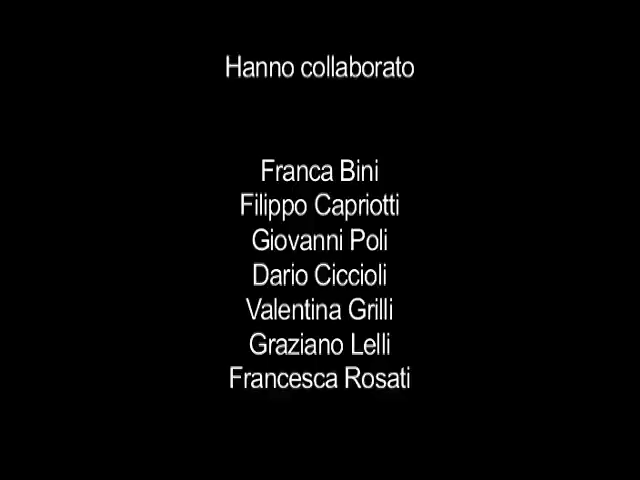 Hanno collaborato
Franca Bini
Filippo Capriotti
Giovanni Poli
Dario Ciccioli
Valentina Grilli
Graziano Lelli
Francesca Rosati